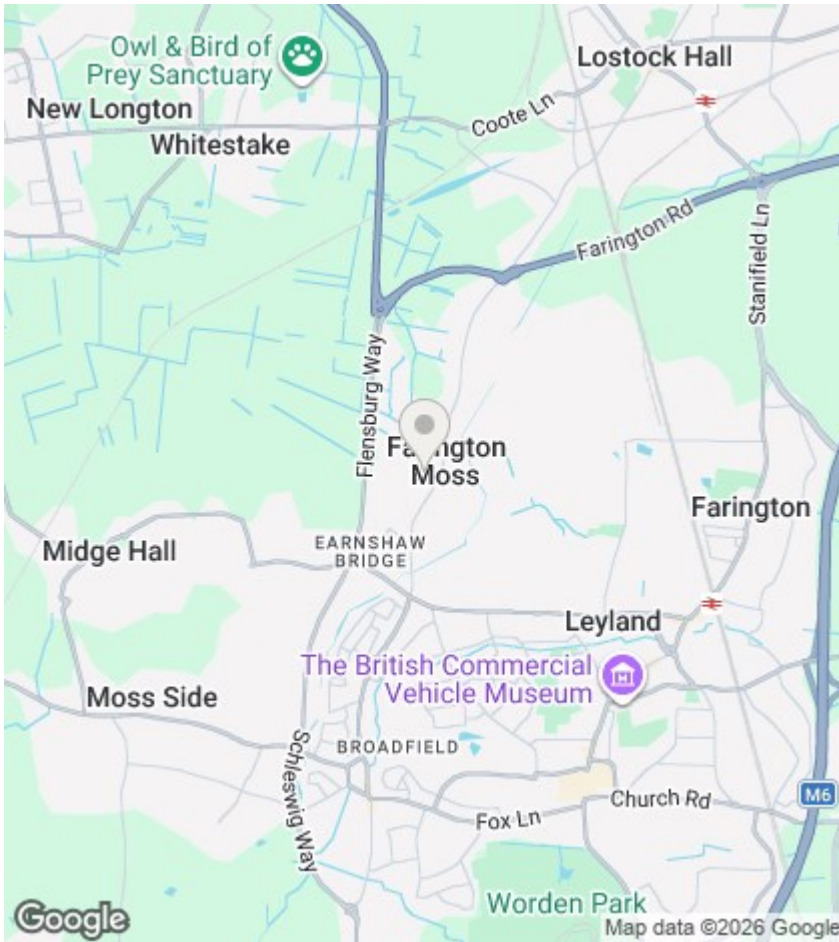 Owl & Bird of
Prey Sanctuary
Lostock Hall
New Longton
Coote Ln
Whitestake
Farington Rd
Stanifield Ln
Flensburg Way
Farington
Moss
Farington
EARNSHAW
BRIDGE
Midge Hall
Leyland
The British Commercial
Vehicle Museum
Moss Side
BROADFIELD
Schleswig Way
M6
Church Rd
Fox Ln
Worden Park
Google
Map data ©2026 Google